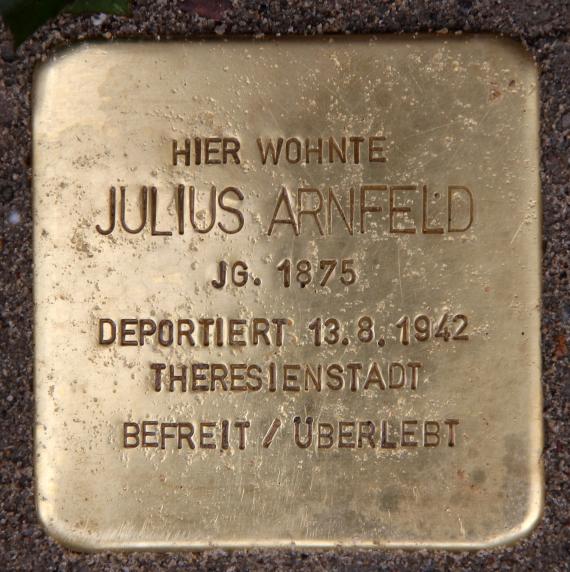 HIER WOHNTE
JULIUS ARNFELD
JG. 1875
DEPORTIERT 13.8.1942
THERESIENSTADT
BEFREIT / ÜBERLEBT